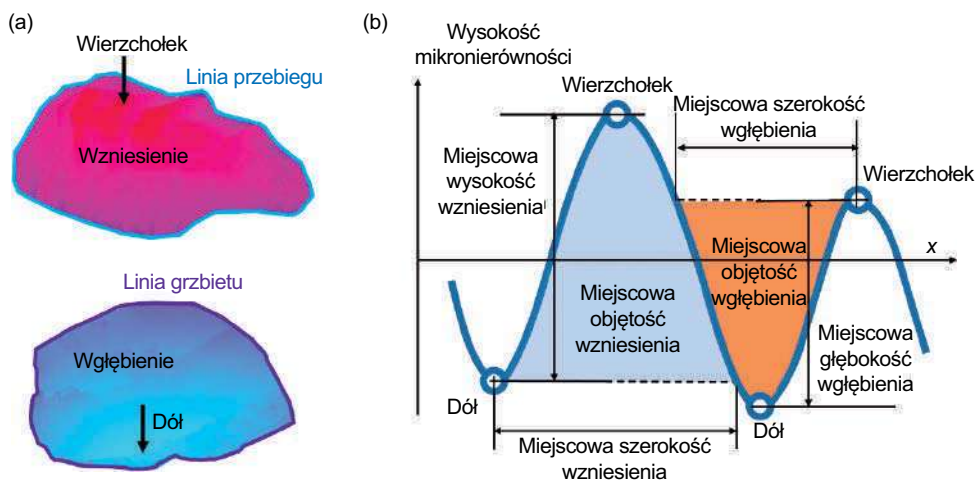 (a)
Wierzchołek
Linia przebiegu
Wzniesienie
Linia grzbietu
Wgłębienie
Dół
(b)
Wysokość
mikronierówności
Wierzchołek
Miejscowa szerokość
wgłębienia
Miejscowa
wysokość
wzniesienia
Wierzchołek
x
Miejscowa
objętość
wgłębienia
Miejscowa
objętość
wzniesienia
Miejscowa
głębokość
wgłębienia
Dół
Dół
Miejscowa szerokość
wzniesienia